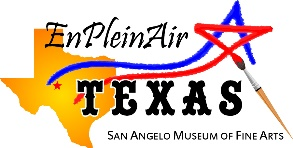 EnPleinAir
TEXAS
SAN ANGELO MUSEUM OF FINE ARTS